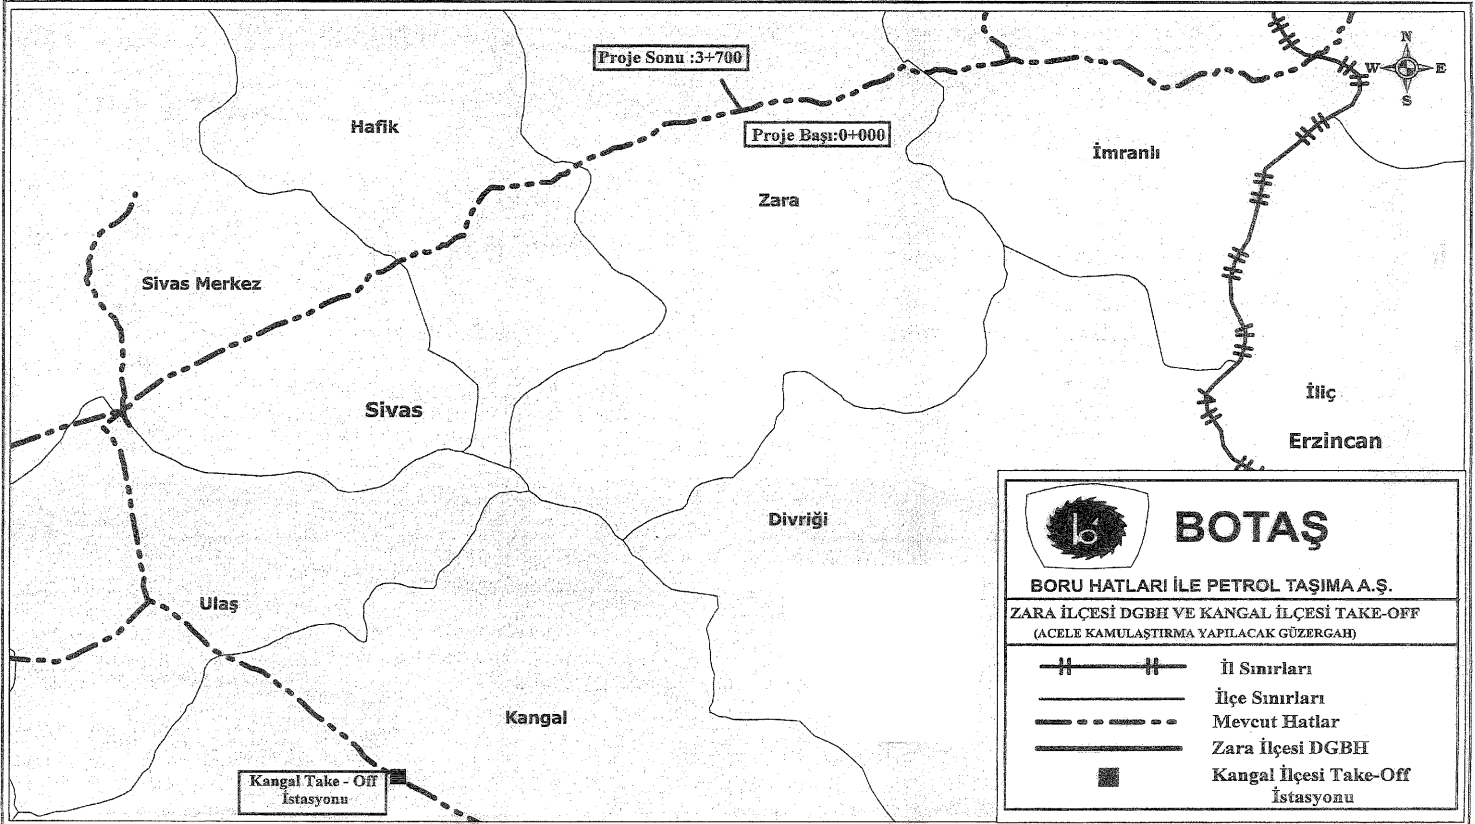 N
W
E
S
Proje Sonu :3+700
Proje Başı:0+000
Hafik
İmranlı
Zara
Sivas Merkez
Sivas
İliç
Erzincan
Divriği
Ulaş
Kangal
Kangal Take - Off
İstasyonu
BOTAŞ
BORU HATLARI İLE PETROL TAŞIMA A.Ş.
ZARA İLÇESİ DGBH VE KANGAL İLÇESİ TAKE-OFF
(ACELE KAMULAŞTIRMA YAPILACAK GÜZERGAH)
İl Sınırları
İlçe Sınırları
Mevcut Hatlar
Zara İlçesi DGBH
Kangal İlçesi Take-Off
İstasyonu